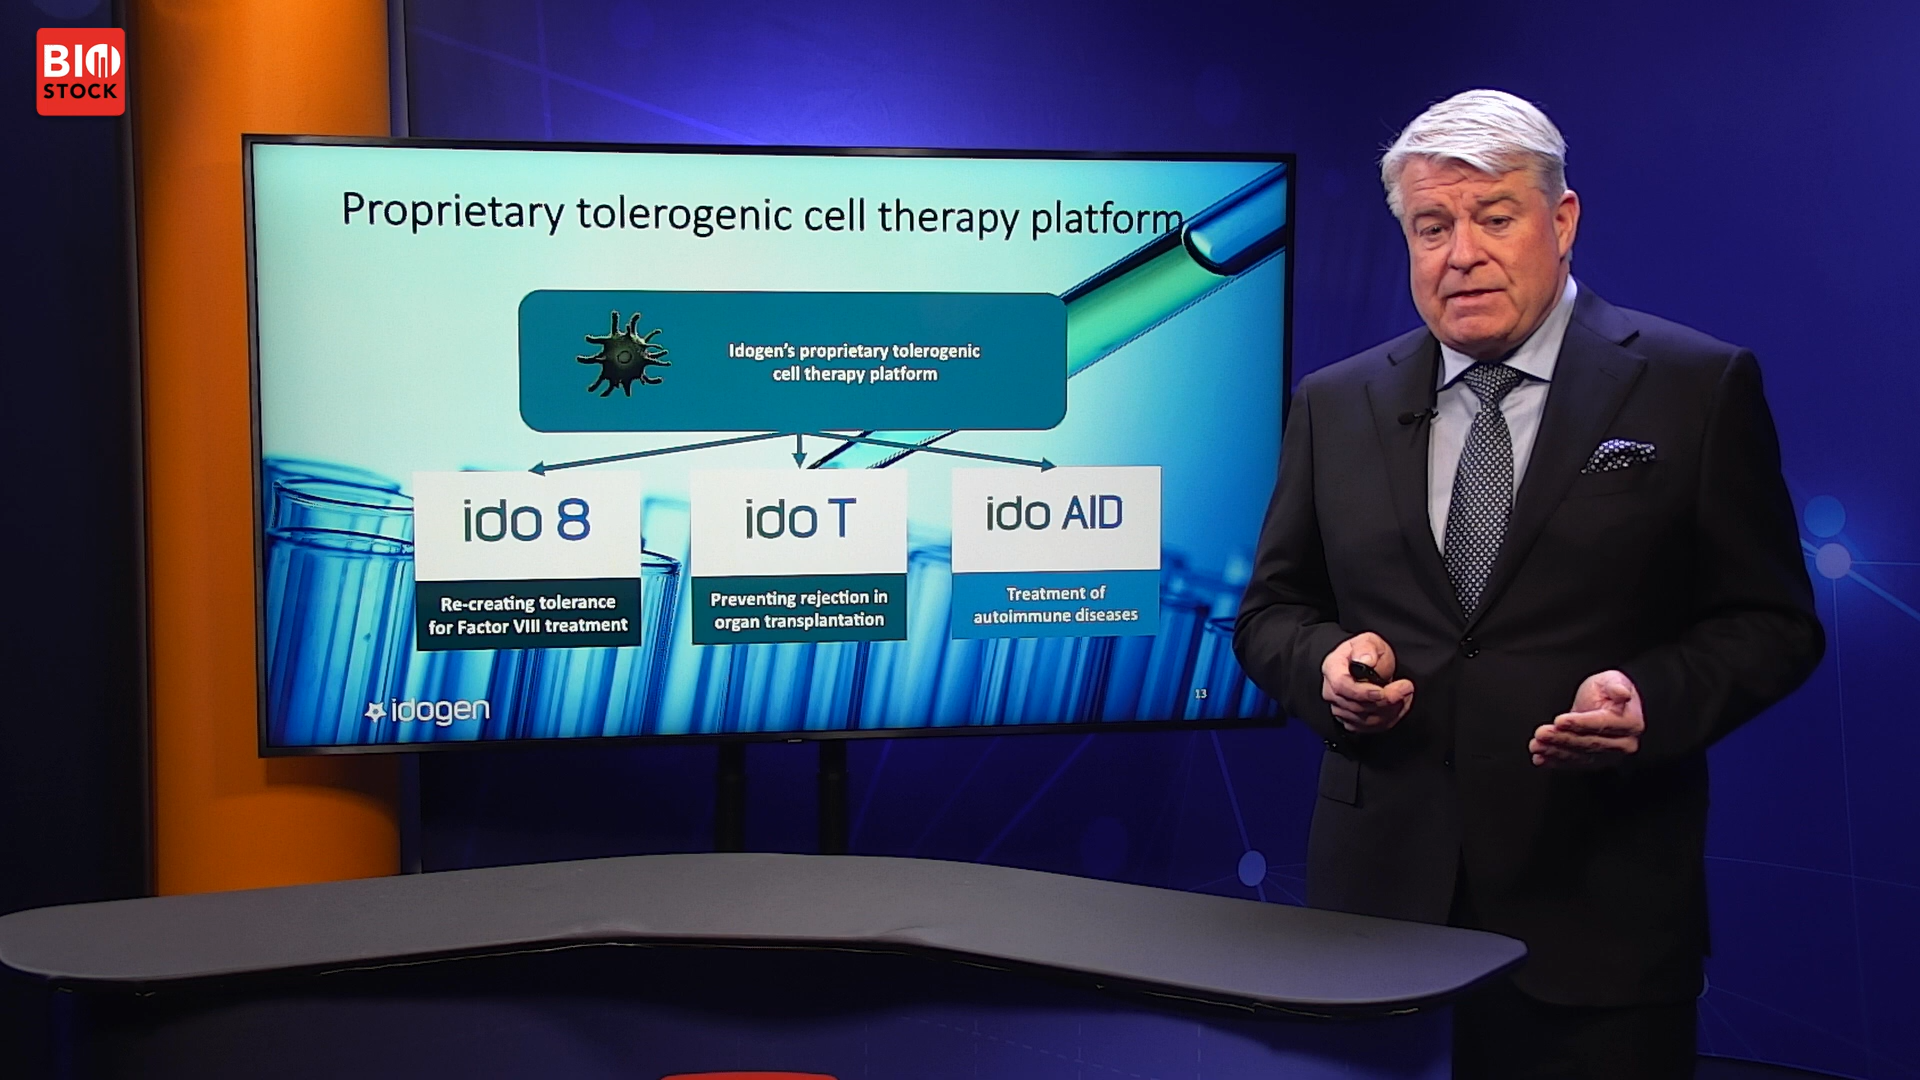 BIO
STOCK
Proprietary tolerogenic cell therapy platform
Idogen's proprietary tolerogenic
cell therapy platform
ido 8
Re-creating tolerance
for Factor VIII treatment
ido T
Preventing rejection in
organ transplantation
ido AID
Treatment of
autoimmune diseases
idogen
13